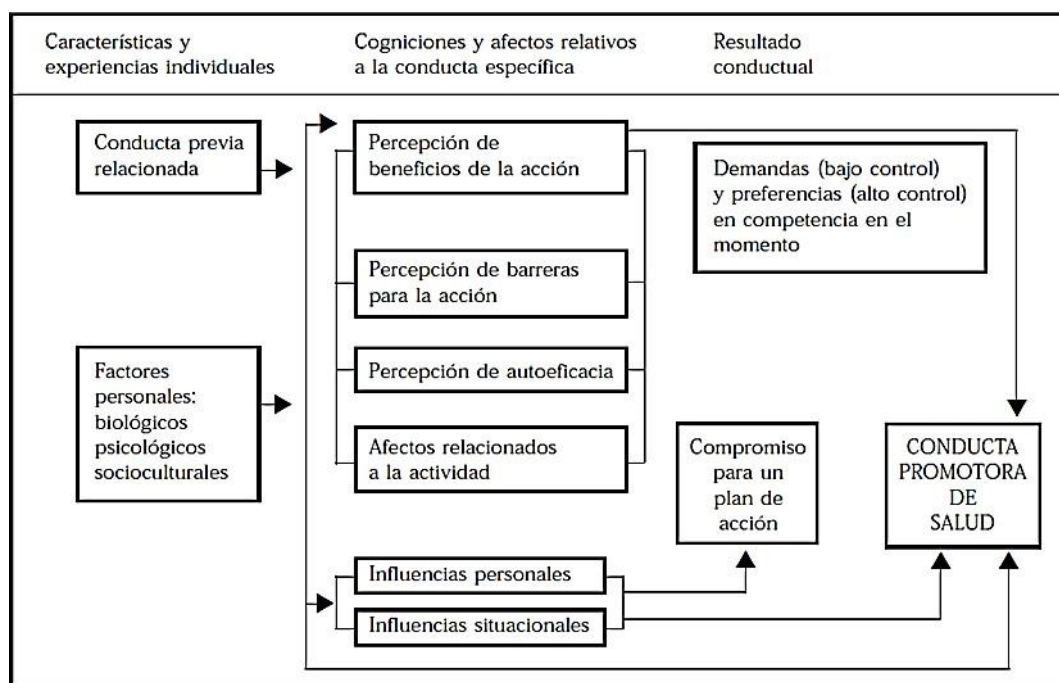 Características y
experiencias individuales
Cogniciones y afectos relativos
a la conducta específica
Resultado
conductual
Conducta previa
relacionada
Factores
personales:
biológicos
psicológicos
socioculturales
Percepción de
beneficios de la acción
Percepción de barreras
para la acción
Percepción de autoeficacia
Afectos relacionados
a la actividad
Influencias personales
Influencias situacionales
Demandas (bajo control)
y preferencias (alto control)
en competencia en el
momento
Compromiso
para un
plan de
acción
CONDUCTA
PROMOTORA
DE
SALUD